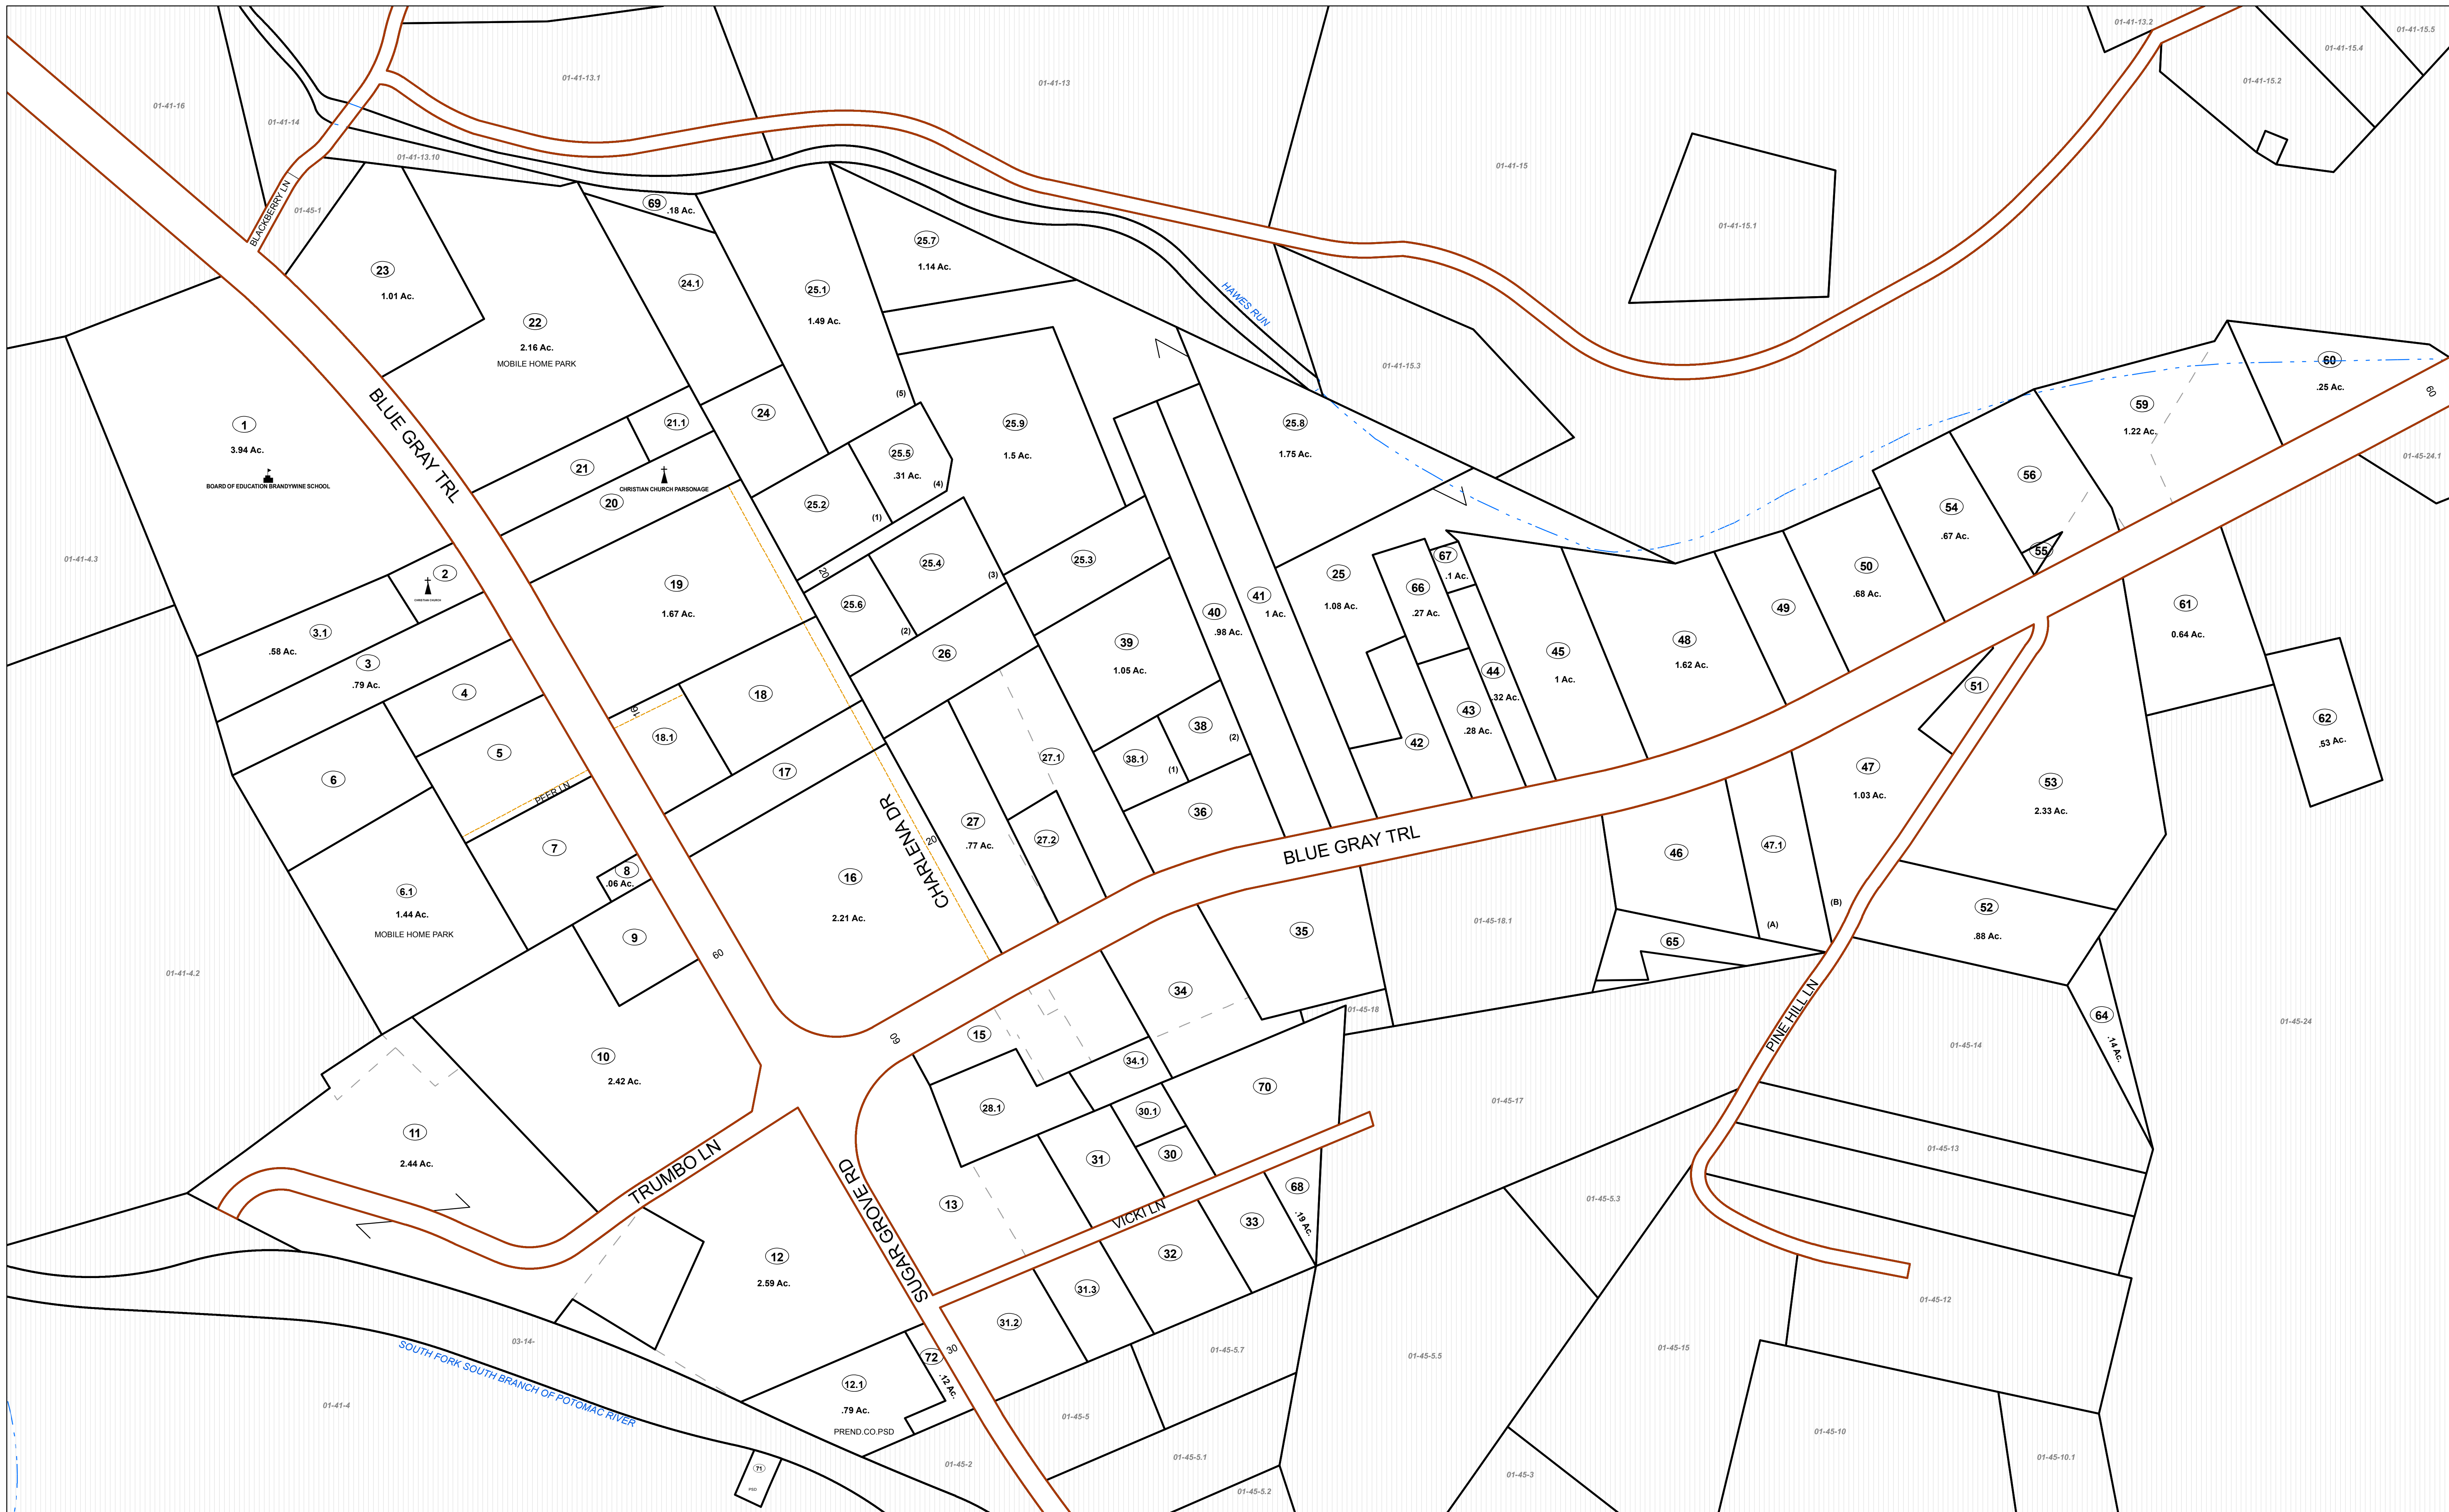 01-41-13.2
01-41-15.5
01-41-15.4
01-41-13.1
01-41-13
01-41-15.2
01-41-16
01-41-14
01-41-13.10
01-41-15
BLACKBERRY LN
01-45-1
69
.18 Ac.
01-41-15.1
23
1.01 Ac.
25.7
1.14 Ac.
24.1
25.1
1.49 Ac.
HAWES RUN
22
2.16 Ac.
MOBILE HOME PARK
01-41-15.3
60
.25 Ac.
60
BLUE GRAY TRL
(5)
59
1.22 Ac.
1
3.94 Ac.
BOARD OF EDUCATION BRANDYWINE SCHOOL
21.1
24
25.9
1.5 Ac.
25.8
1.75 Ac.
25.5
.31 Ac.
(4)
01-45-24.1
21
CHRISTIAN CHURCH PARSONAGE
20
25.2
(1)
56
54
.67 Ac.
55
01-41-4.3
2
CHRISTIAN CHURCH
19
1.67 Ac.
20
25.4
(3)
25.3
67
.1 Ac.
25
1.08 Ac.
66
.27 Ac.
50
.68 Ac.
49
41
1 Ac.
40
.98 Ac.
25.6
(2)
61
0.64 Ac.
3.1
.58 Ac.
3
.79 Ac.
26
39
1.05 Ac.
48
1.62 Ac.
45
1 Ac.
44
.32 Ac.
4
18
16
18.1
51
43
.28 Ac.
62
.53 Ac.
5
38
(2)
38.1
(1)
42
6
17
27.1
47
1.03 Ac.
53
2.33 Ac.
PEER LN
CHARLENA DR
20
27
.77 Ac.
27.2
36
BLUE GRAY TRL
7
8
.06 Ac.
46
47.1
16
2.21 Ac.
6.1
1.44 Ac.
MOBILE HOME PARK
(B)
(A)
52
.88 Ac.
01-45-18.1
35
9
60
65
01-41-4.2
34
01-45-18
PINE HILL LN
64
.14 Ac.
01-45-24
60
15
10
2.42 Ac.
34.1
01-45-14
70
28.1
30.1
01-45-17
11
2.44 Ac.
31
30
01-45-13
TRUMBO LN
SUGAR GROVE RD
13
VICKI LN
68
.19 Ac.
33
01-45-5.3
12
2.59 Ac.
32
31.3
31.2
01-45-12
03-14-
SOUTH FORK SOUTH BRANCH OF POTOMAC RIVER
30
72
.12 Ac.
01-45-5.7
01-45-5.5
01-45-15
12.1
.79 Ac.
PREND.CO.PSD
01-41-4
01-45-5
01-45-10
01-45-2
01-45-5.1
01-45-10.1
71
PSD
01-45-3
01-45-5.2